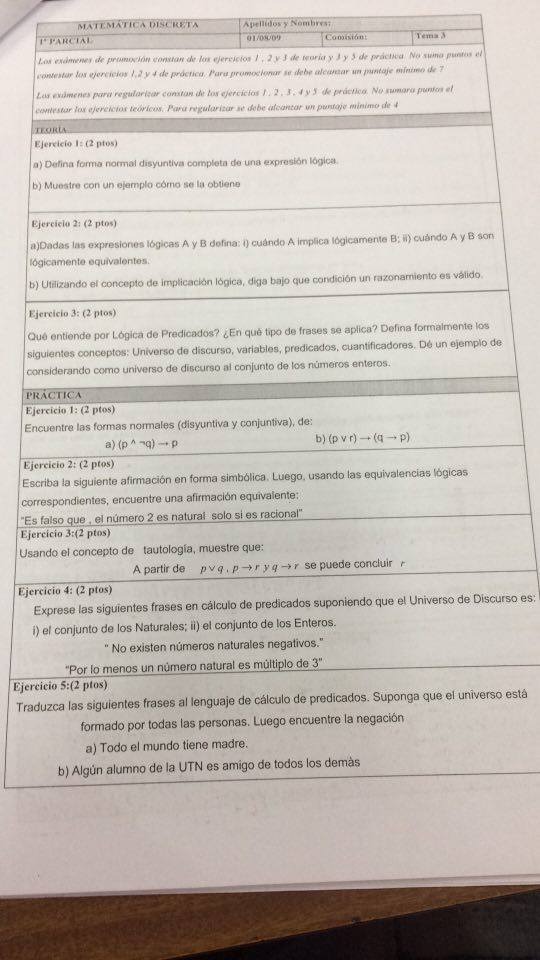 MATEMÁTICA DISCRETA
Apellidos y Nombres:
1º PARCIAL
01/08/09
Comisión:
Tema 3
Los exámenes de promoción constan de los ejercicios 1 , 2 y 3 de teoría y 3 y 5 de práctica. No suma puntos el
contestar los ejercicios 1,2 y 4 de práctica. Para promocionar se debe alcanzar un puntaje mínimo de 7
Los exámenes para regularizar constan de los ejercicios 1 , 2 , 3 , 4 y 5 de práctica. No sumara puntos el
contestar los ejercicios teóricos. Para regularizar se debe alcanzar un puntaje mínimo de 4
TEORÍA
Ejercicio 1: (2 ptos)
a) Defina forma normal disyuntiva completa de una expresión lógica.
b) Muestre con un ejemplo cómo se la obtiene
Ejercicio 2: (2 ptos)
a)Dadas las expresiones lógicas A y B defina: i) cuándo A implica lógicamente B; ii) cuándo A y B son
lógicamente equivalentes.
b) Utilizando el concepto de implicación lógica, diga bajo que condición un razonamiento es válido.
Ejercicio 3: (2 ptos)
Qué entiende por Lógica de Predicados? ¿En qué tipo de frases se aplica? Defina formalmente los
siguientes conceptos: Universo de discurso, variables, predicados, cuantificadores. Dé un ejemplo de
considerando como universo de discurso al conjunto de los números enteros.
PRÁCTICA
Ejercicio 1: (2 ptos)
Encuentre las formas normales (disyuntiva y conjuntiva), de:
a) (p ^ ¬q) → p
b) (p v r) → (q → p)
Ejercicio 2: (2 ptos)
Escriba la siguiente afirmación en forma simbólica. Luego, usando las equivalencias lógicas
correspondientes, encuentre una afirmación equivalente:
"Es falso que , el número 2 es natural solo si es racional"
Ejercicio 3:(2 ptos)
Usando el concepto de tautología, muestre que:
A partir de p ∨ q , p → r y q → r se puede concluir r
Ejercicio 4: (2 ptos)
Exprese las siguientes frases en cálculo de predicados suponiendo que el Universo de Discurso es:
i) el conjunto de los Naturales; ii) el conjunto de los Enteros.
" No existen números naturales negativos."
"Por lo menos un número natural es múltiplo de 3"
Ejercicio 5:(2 ptos)
Traduzca las siguientes frases al lenguaje de cálculo de predicados. Suponga que el universo está
formado por todas las personas. Luego encuentre la negación
a) Todo el mundo tiene madre.
b) Algún alumno de la UTN es amigo de todos los demás